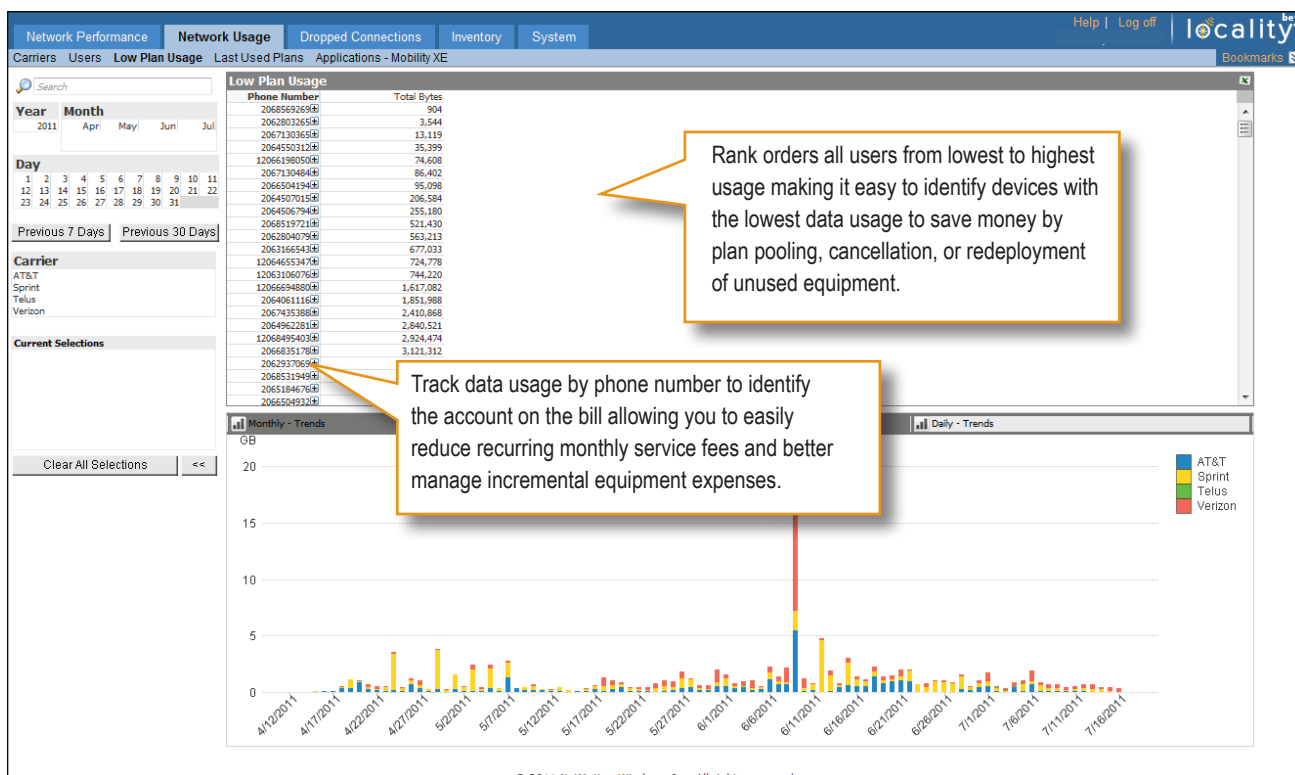 Help | Log off
locality
Network Performance Network Usage Dropped Connections Inventory System
Carriers Users Low Plan Usage Last Used Plans Applications - Mobility XE Bookmarks
Search
Year Month
2011 Apr May Jun Jul
Day
1 2 3 4 5 6 7 8 9 10 11
12 13 14 15 16 17 18 19 20 21 22
23 24 25 26 27 28 29 30 31
Previous 7 Days Previous 30 Days
Carrier
AT&T
Sprint
Telus
Verizon
Current Selections
Clear All Selections <<
Low Plan Usage
Phone Number Total Bytes
2068569269 904
2062803265 3,544
2067130365 13,119
2064550312 35,399
12066198050 74,608
2067130484 86,402
2066504194 95,098
2064507015 206,584
2064506794 255,180
2068519721 521,430
2062804079 563,213
2063166543 677,033
12064655347 724,778
12063106076 744,220
12066694880 1,617,082
2064061116 1,851,988
2067435388 2,410,868
2064962281 2,840,521
12068495403 2,924,474
2066835178 3,121,312
2062937069
2068531949
2065184676
2066504932
Rank orders all users from lowest to highest
usage making it easy to identify devices with
the lowest data usage to save money by
plan pooling, cancellation, or redeployment
of unused equipment.
Track data usage by phone number to identify
the account on the bill allowing you to easily
reduce recurring monthly service fees and better
manage incremental equipment expenses.
Monthly - Trends Daily - Trends
GB
20
15
10
5
0
4/12/2011 4/17/2011 4/22/2011 4/27/2011 5/2/2011 5/7/2011 5/12/2011 5/17/2011 5/22/2011 5/27/2011 6/1/2011 6/6/2011 6/11/2011 6/16/2011 6/21/2011 6/26/2011 7/1/2011 7/6/2011 7/11/2011 7/16/2011
AT&T
Sprint
Telus
Verizon